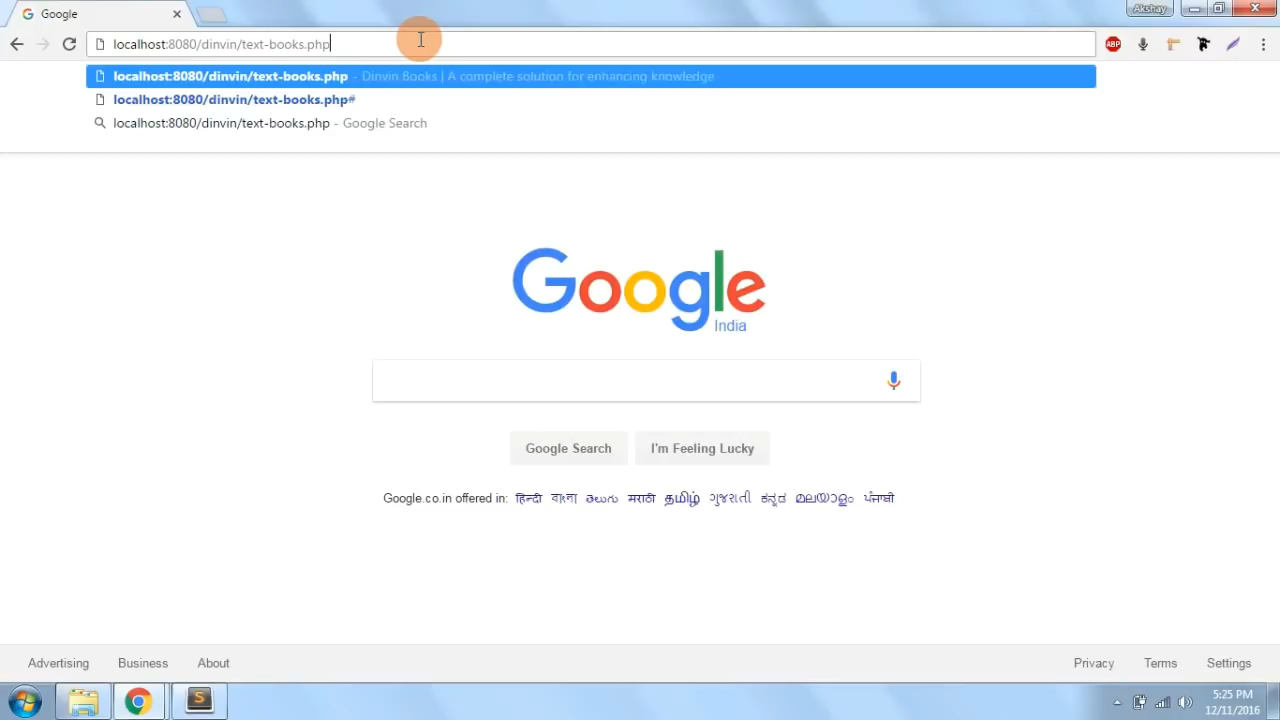 Google
Akshay
localhost:8080/dinvin/text-books.php
ABP
localhost:8080/dinvin/text-books.php - Dinvin Books | A complete solution for enhancing knowledge
localhost:8080/dinvin/text-books.php#
localhost:8080/dinvin/text-books.php - Google Search
Google
India
Google Search I'm Feeling Lucky
Google.co.in offered in: हिन्दी বাংলা తెలుగు मराठी தமிழ் ગુજરાતી ಕನ್ನಡ മലയാളം ਪੰਜਾਬੀ
Advertising Business About Privacy Terms Settings
5:25 PM
12/11/2016